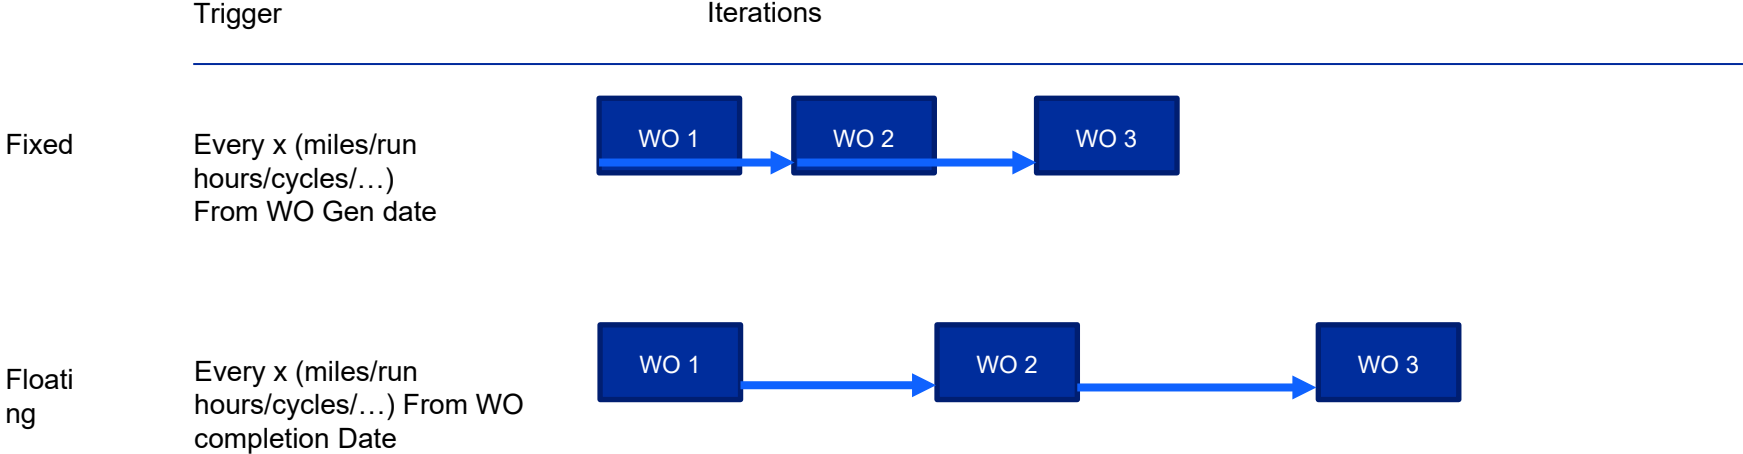 Trigger
Iterations
Fixed
Every x (miles/run
hours/cycles/…)
From WO Gen date
WO 1
WO 2
WO 3
Floati
ng
Every x (miles/run
hours/cycles/…) From WO
completion Date
WO 1
WO 2
WO 3